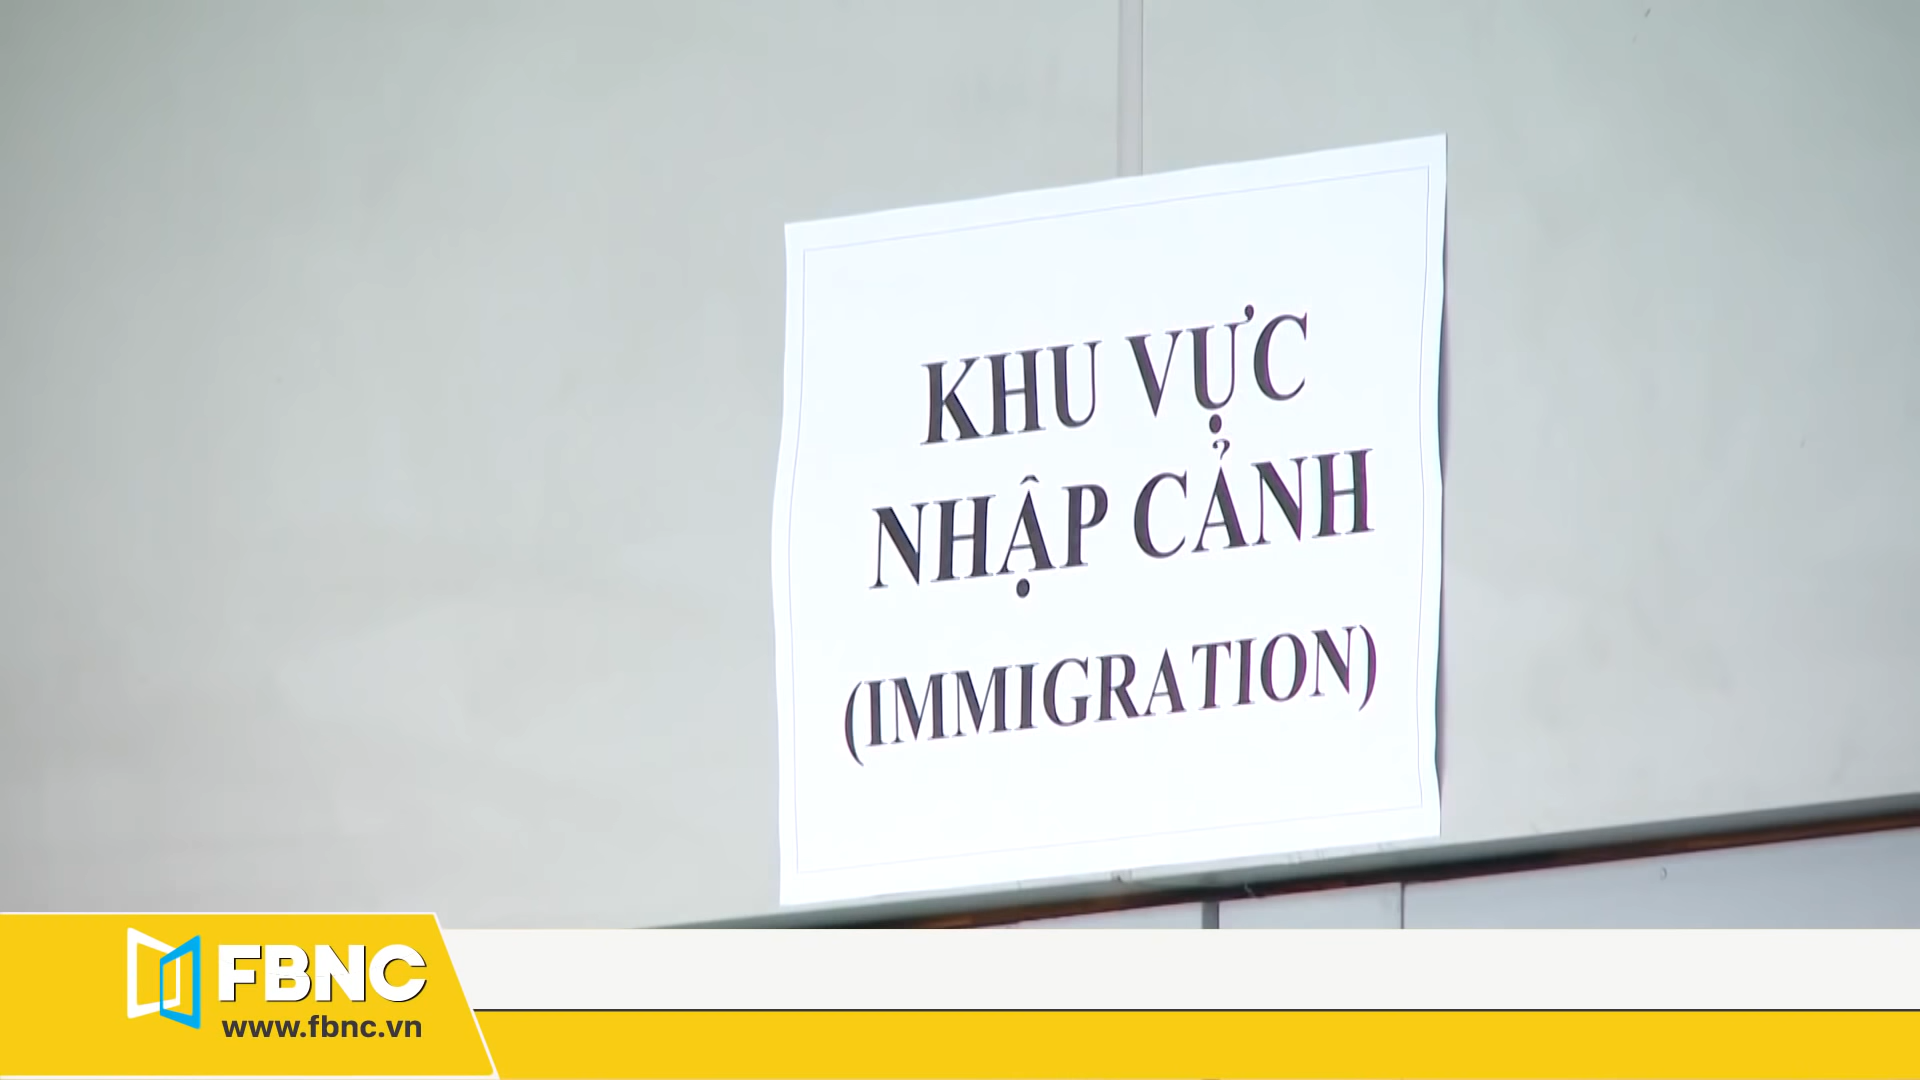 KHU VỰC
NHẬP CẢNH
(IMMIGRATION)
FBNC
www.fbnc.vn